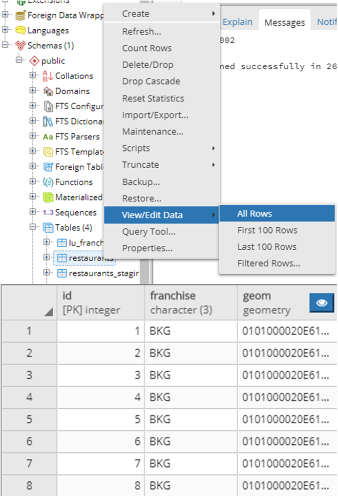 Extensions
Foreign Data Wrapp
Languages
Schemas (1)
public
Collations
Domains
FTS Configur
FTS Dictionar
FTS Parsers
FTS Template
Foreign Table
Functions
Materialized
1..3 Sequences
Tables (4)
lu_franch
restaurants
restaurants_stagin
Create
Refresh...
Count Rows
Delete/Drop
Drop Cascade
Reset Statistics
Import/Export...
Maintenance...
Scripts
Truncate
Backup...
Restore...
View/Edit Data
Query Tool...
Properties...
All Rows
First 100 Rows
Last 100 Rows
Filtered Rows...
Explain Messages Notif
002
ned successfully in 26
id franchise geom
[PK] integer character (3) geometry
1 1 BKG 0101000020E61...
2 2 BKG 0101000020E61...
3 3 BKG 0101000020E61...
4 4 BKG 0101000020E61...
5 5 BKG 0101000020E61...
6 6 BKG 0101000020E61...
7 7 BKG 0101000020E61...
8 8 BKG 0101000020E61...